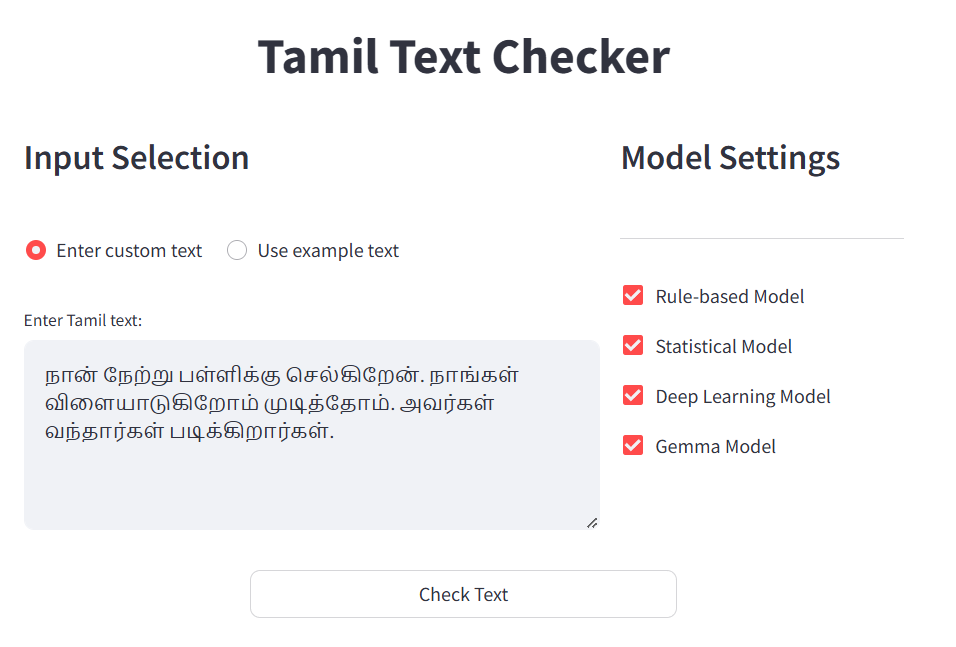 Tamil Text Checker
Input Selection
Model Settings
Enter custom text
Use example text
Enter Tamil text:
நான் நேற்று பள்ளிக்கு செல்கிறேன். நாங்கள்
விளையாடுகிறோம் முடித்தோம். அவர்கள்
வந்தார்கள் படிக்கிறார்கள்.
Rule-based Model
Statistical Model
Deep Learning Model
Gemma Model
Check Text